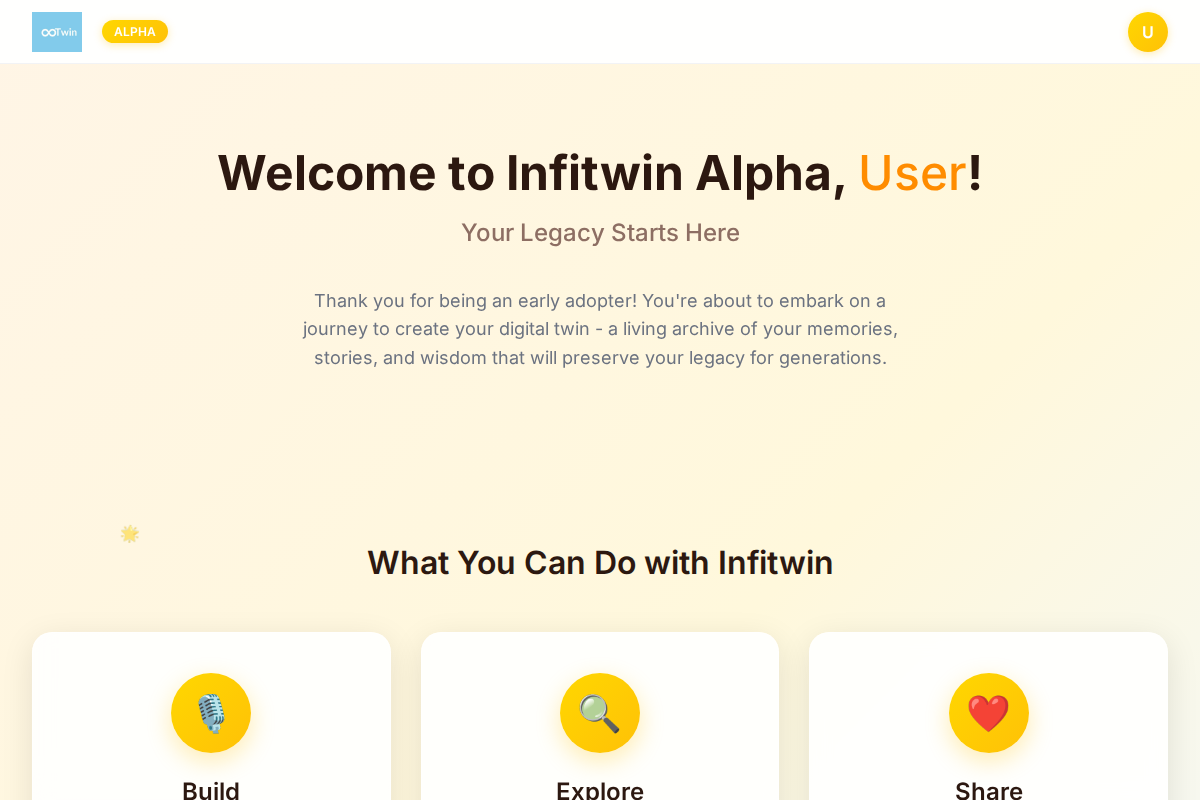 ∞Twin
ALPHA
U
Welcome to Infitwin Alpha, User!
Your Legacy Starts Here
Thank you for being an early adopter! You're about to embark on a
journey to create your digital twin - a living archive of your memories,
stories, and wisdom that will preserve your legacy for generations.
What You Can Do with Infitwin
Build
Explore
Share